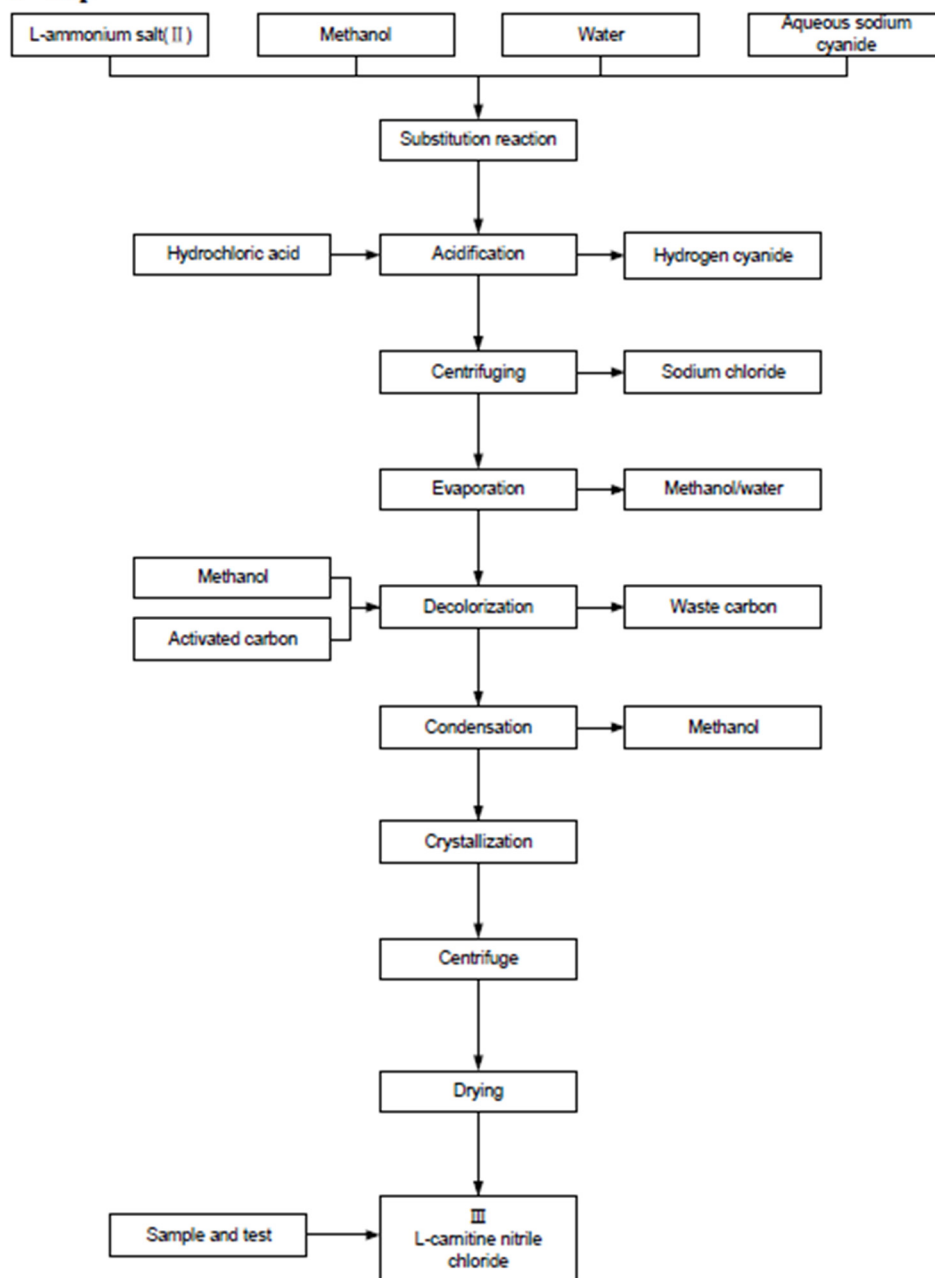 L-ammonium salt(Ⅱ)
Methanol
Water
Aqueous sodium
cyanide
Substitution reaction
Hydrochloric acid
Acidification
Hydrogen cyanide
Centrifuging
Sodium chloride
Evaporation
Methanol/water
Methanol
Activated carbon
Decolorization
Waste carbon
Condensation
Methanol
Crystallization
Centrifuge
Drying
Sample and test
Ⅲ
L-carnitine nitrile
chloride